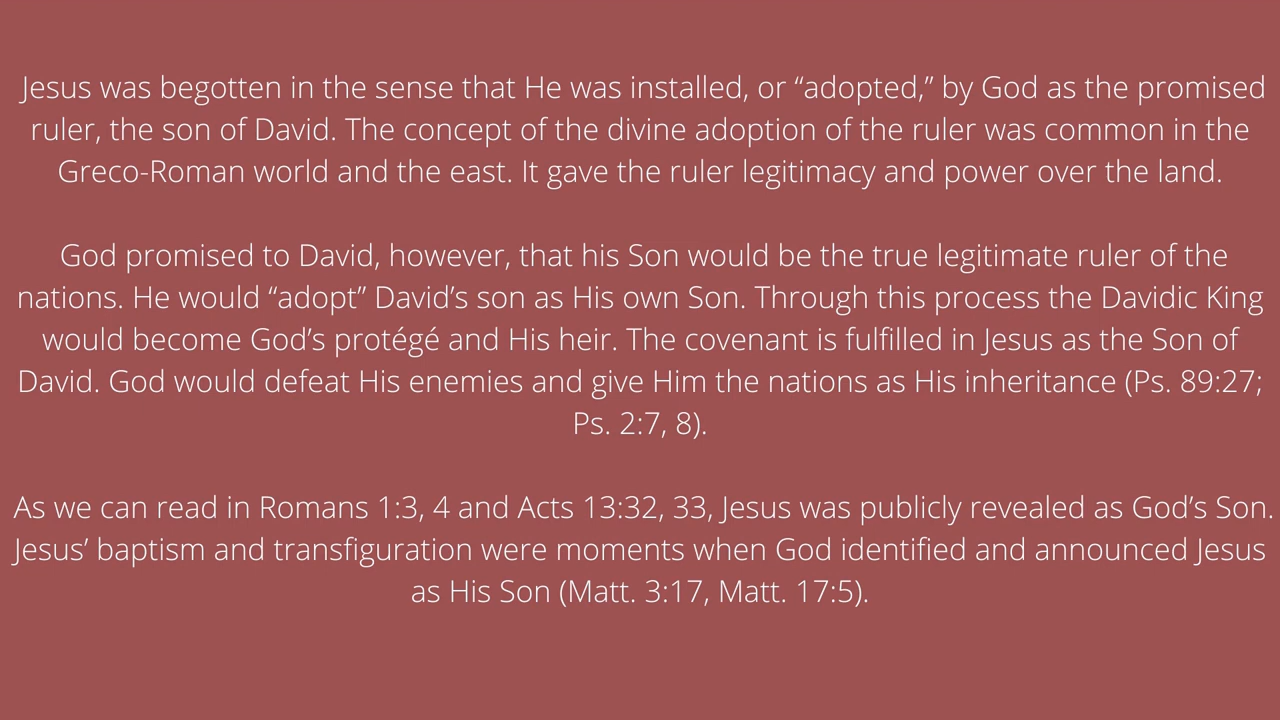 Jesus was begotten in the sense that He was installed, or “adopted,” by God as the promised
ruler, the son of David. The concept of the divine adoption of the ruler was common in the
Greco-Roman world and the east. It gave the ruler legitimacy and power over the land.
God promised to David, however, that his Son would be the true legitimate ruler of the
nations. He would “adopt” David’s son as His own Son. Through this process the Davidic King
would become God’s protégé and His heir. The covenant is fulfilled in Jesus as the Son of
David. God would defeat His enemies and give Him the nations as His inheritance (Ps. 89:27;
Ps. 2:7, 8).
As we can read in Romans 1:3, 4 and Acts 13:32, 33, Jesus was publicly revealed as God’s Son.
Jesus’ baptism and transfiguration were moments when God identified and announced Jesus
as His Son (Matt. 3:17, Matt. 17:5).